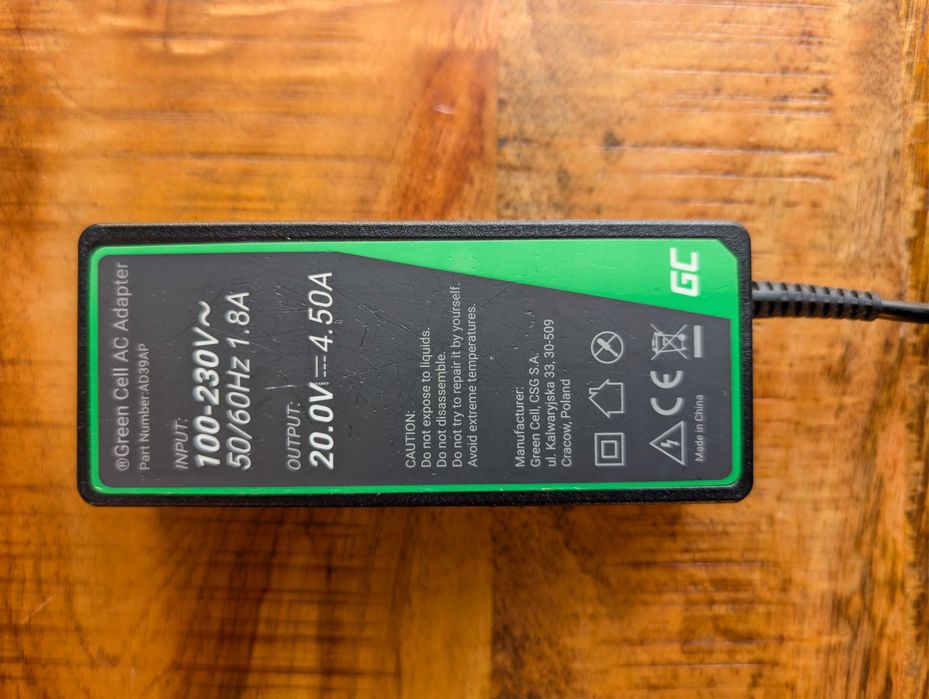 ®Green Cell AC Adapter
Part Number:AD39AP
INPUT:
100-230V~
50/60Hz 1.8A
OUTPUT:
20.0V⎓4.50A
CAUTION:
Do not expose to liquids.
Do not disassemble.
Do not try to repair it by yourself.
Avoid extreme temperatures.
Manufacturer:
Green Cell, CSG S.A.
ul. Kalwaryjska 33, 30-509
Cracow, Poland
CE
Made in China
GC